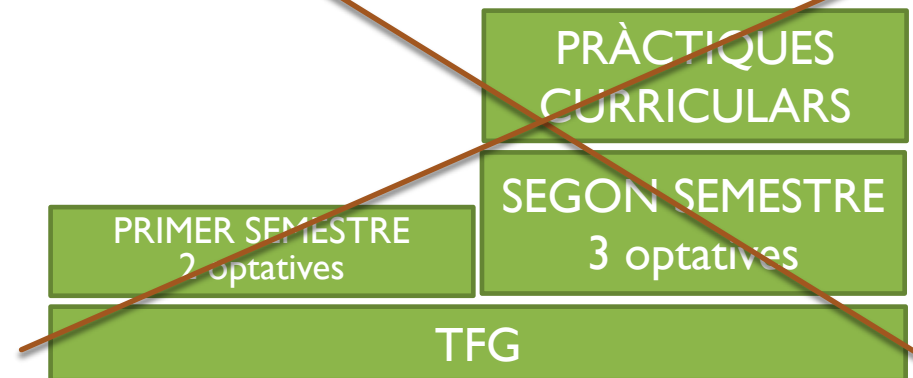 PRÀCTIQUES
CURRICULARS
SEGON SEMESTRE
3 optatives
PRIMER SEMESTRE
2 optatives
TFG